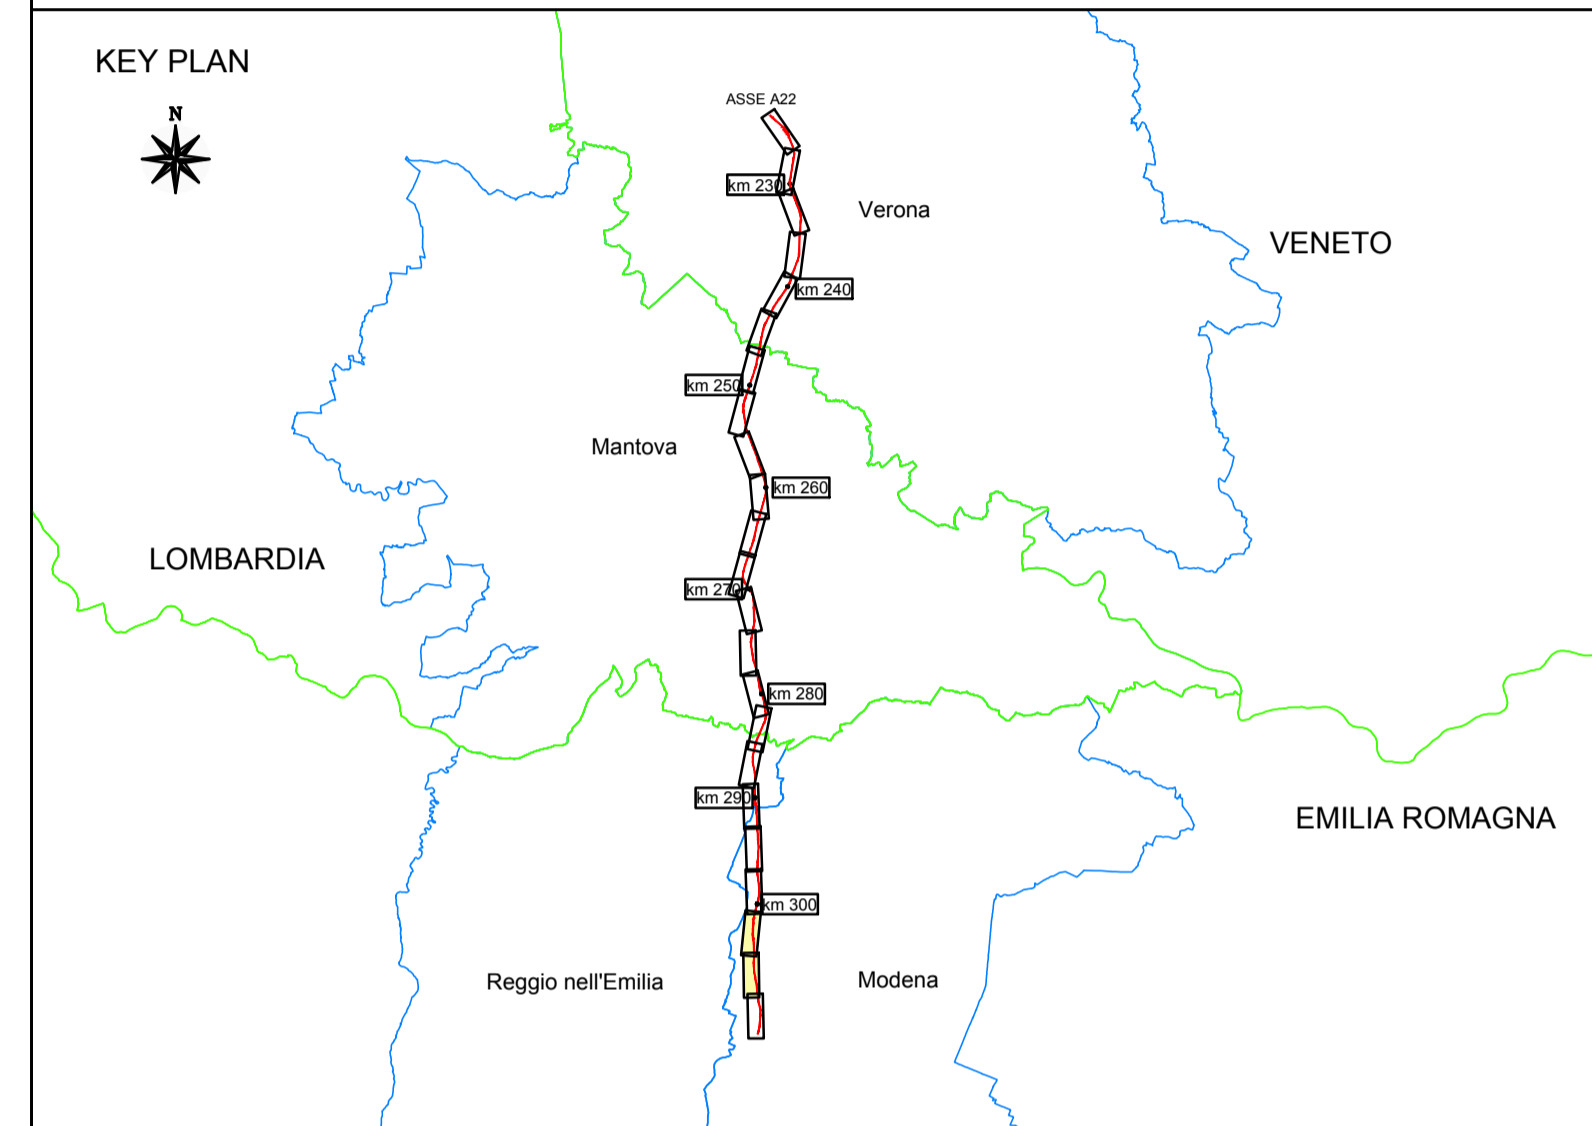 KEY PLAN
N
ASSE A22
km 230
Verona
VENETO
km 240
km 250
Mantova
km 260
LOMBARDIA
km 270
km 280
km 290
EMILIA ROMAGNA
km 300
Reggio nell'Emilia
Modena